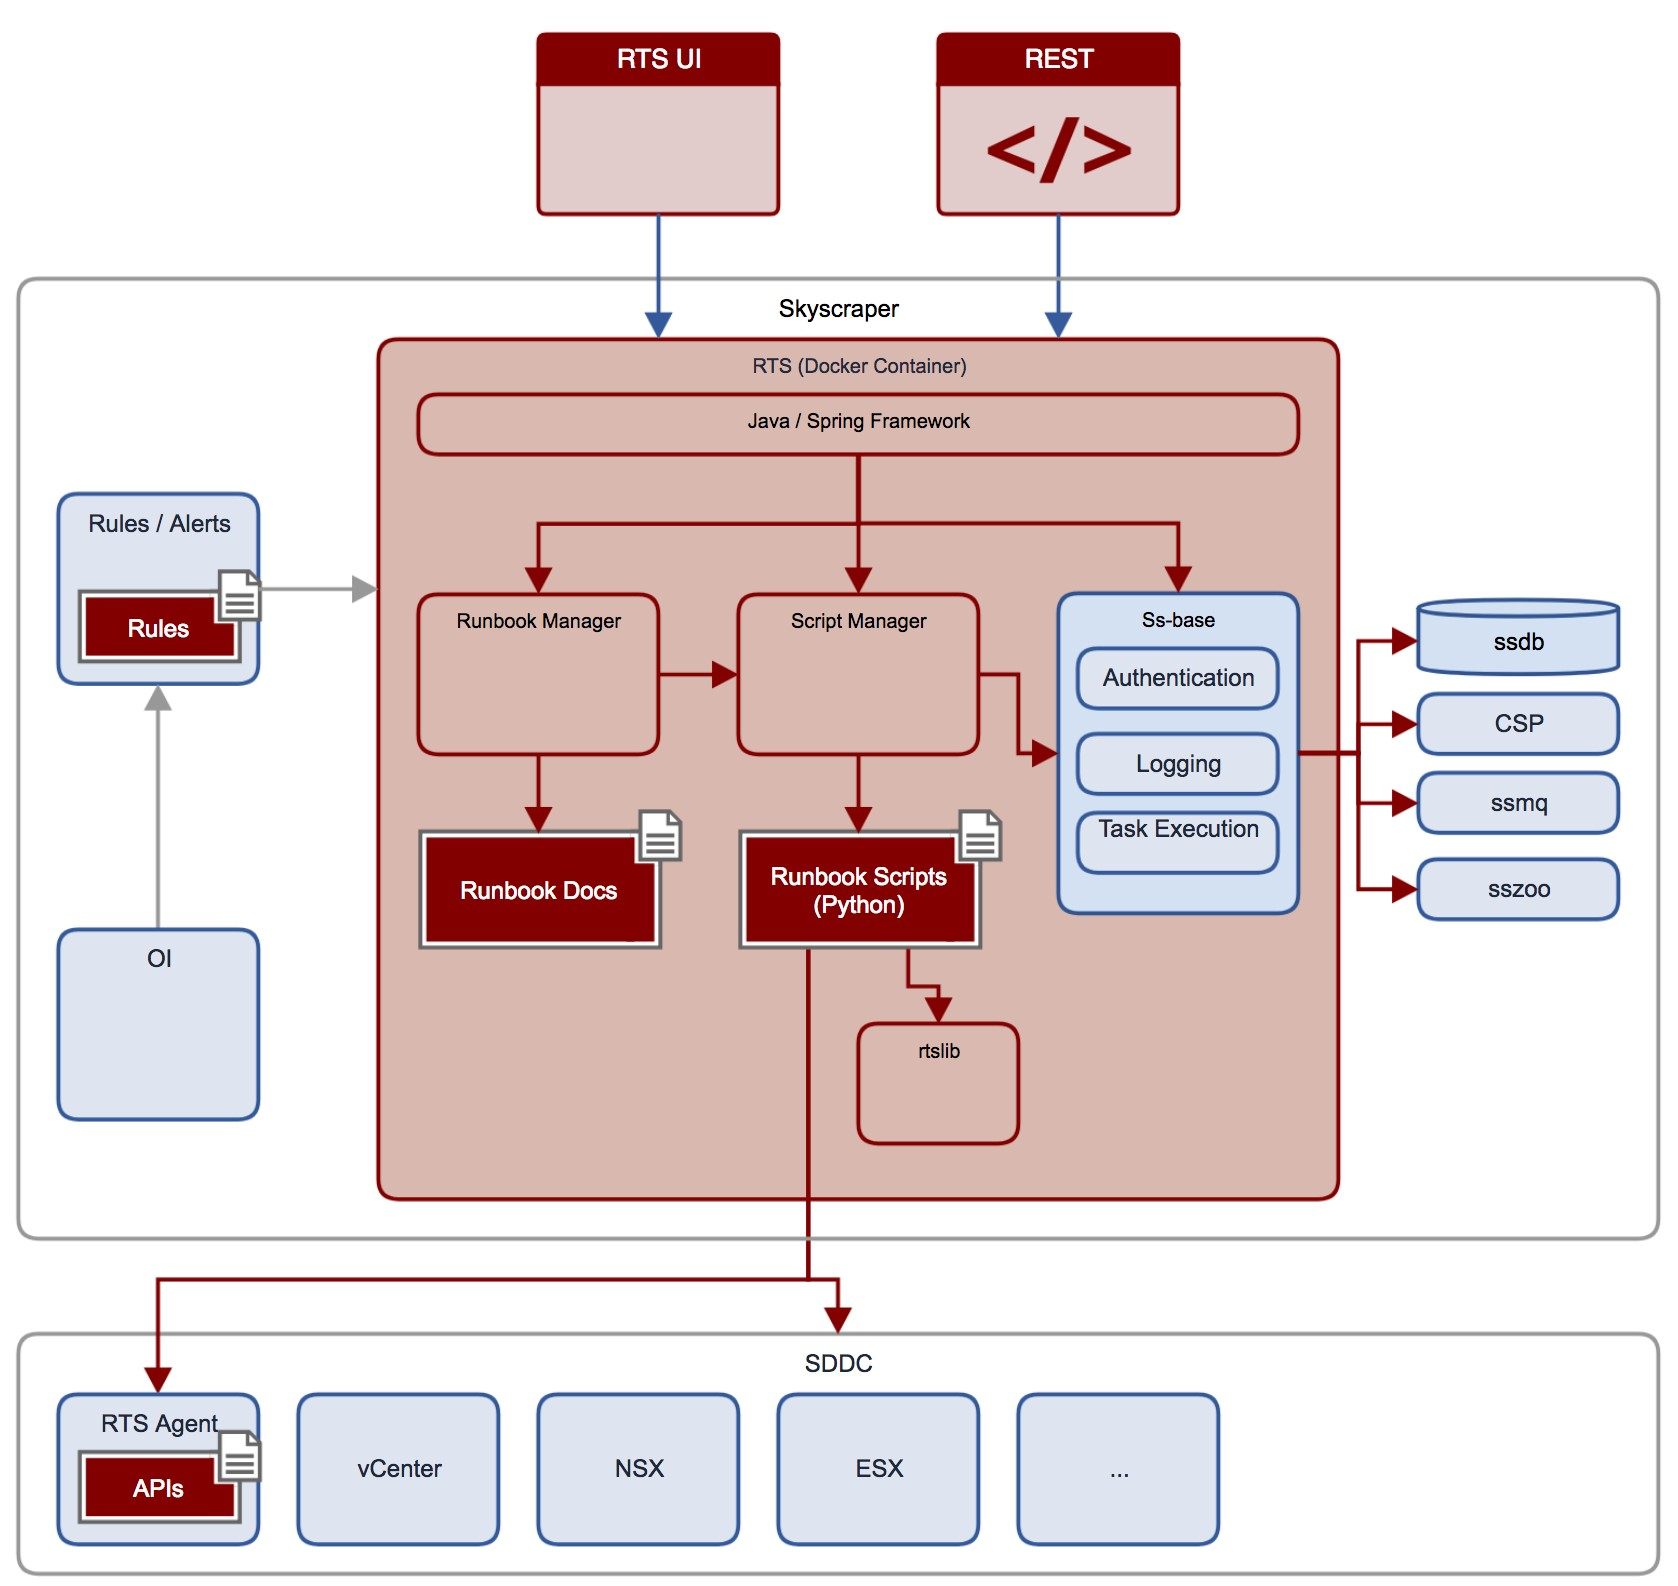 RTS UI
REST
</>
Skyscraper
RTS (Docker Container)
Java / Spring Framework
Rules / Alerts
Rules
Runbook Manager
Script Manager
Ss-base
Authentication
Logging
Task Execution
ssdb
CSP
ssmq
sszoo
Runbook Docs
Runbook Scripts
(Python)
OI
rtslib
SDDC
RTS Agent
APIs
vCenter
NSX
ESX
...